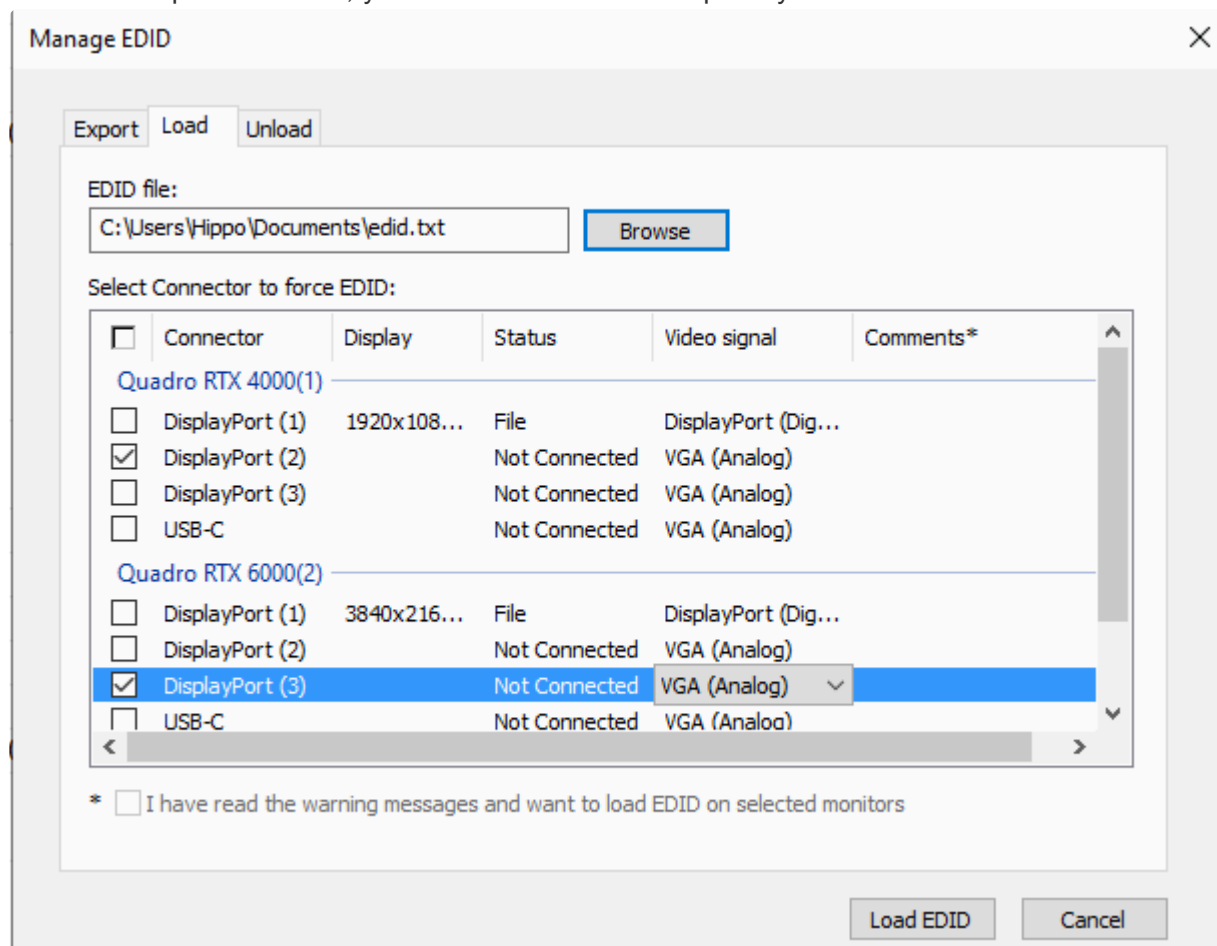 Manage EDID
Export Load Unload
EDID file:
C:\Users\Hippo\Documents\edid.txt Browse
Select Connector to force EDID:
Connector Display Status Video signal Comments*
Quadro RTX 4000(1)
DisplayPort (1) 1920x108... File DisplayPort (Dig...
DisplayPort (2) Not Connected VGA (Analog)
DisplayPort (3) Not Connected VGA (Analog)
USB-C Not Connected VGA (Analog)
Quadro RTX 6000(2)
DisplayPort (1) 3840x216... File DisplayPort (Dig...
DisplayPort (2) Not Connected VGA (Analog)
DisplayPort (3) Not Connected VGA (Analog)
USB-C Not Connected VGA (Analog)
* I have read the warning messages and want to load EDID on selected monitors
Load EDID Cancel